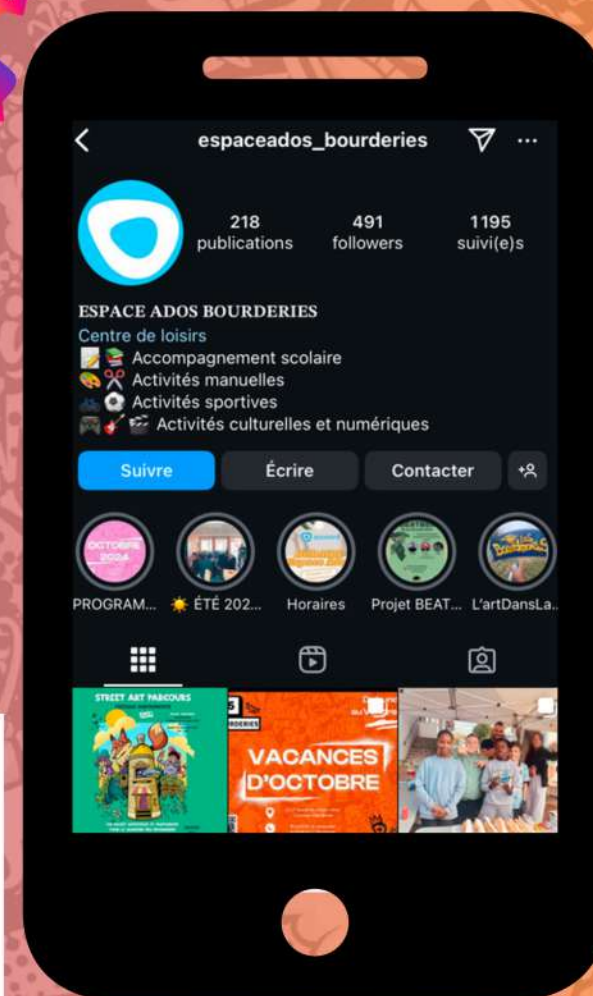 espaceados_bourderies
218 491 1195
publications followers suivi(e)s
ESPACE ADOS BOURDERIES
Centre de loisirs
Accompagnement scolaire
Activités manuelles
Activités sportives
Activités culturelles et numériques
Suivre Écrire Contacter
OCTOBRE
2024
PROGRAM... ÉTÉ 202... Horaires Projet BEAT... L'artDansLa..
STREET ART PARCOURS
VACANCES
D'OCTOBRE